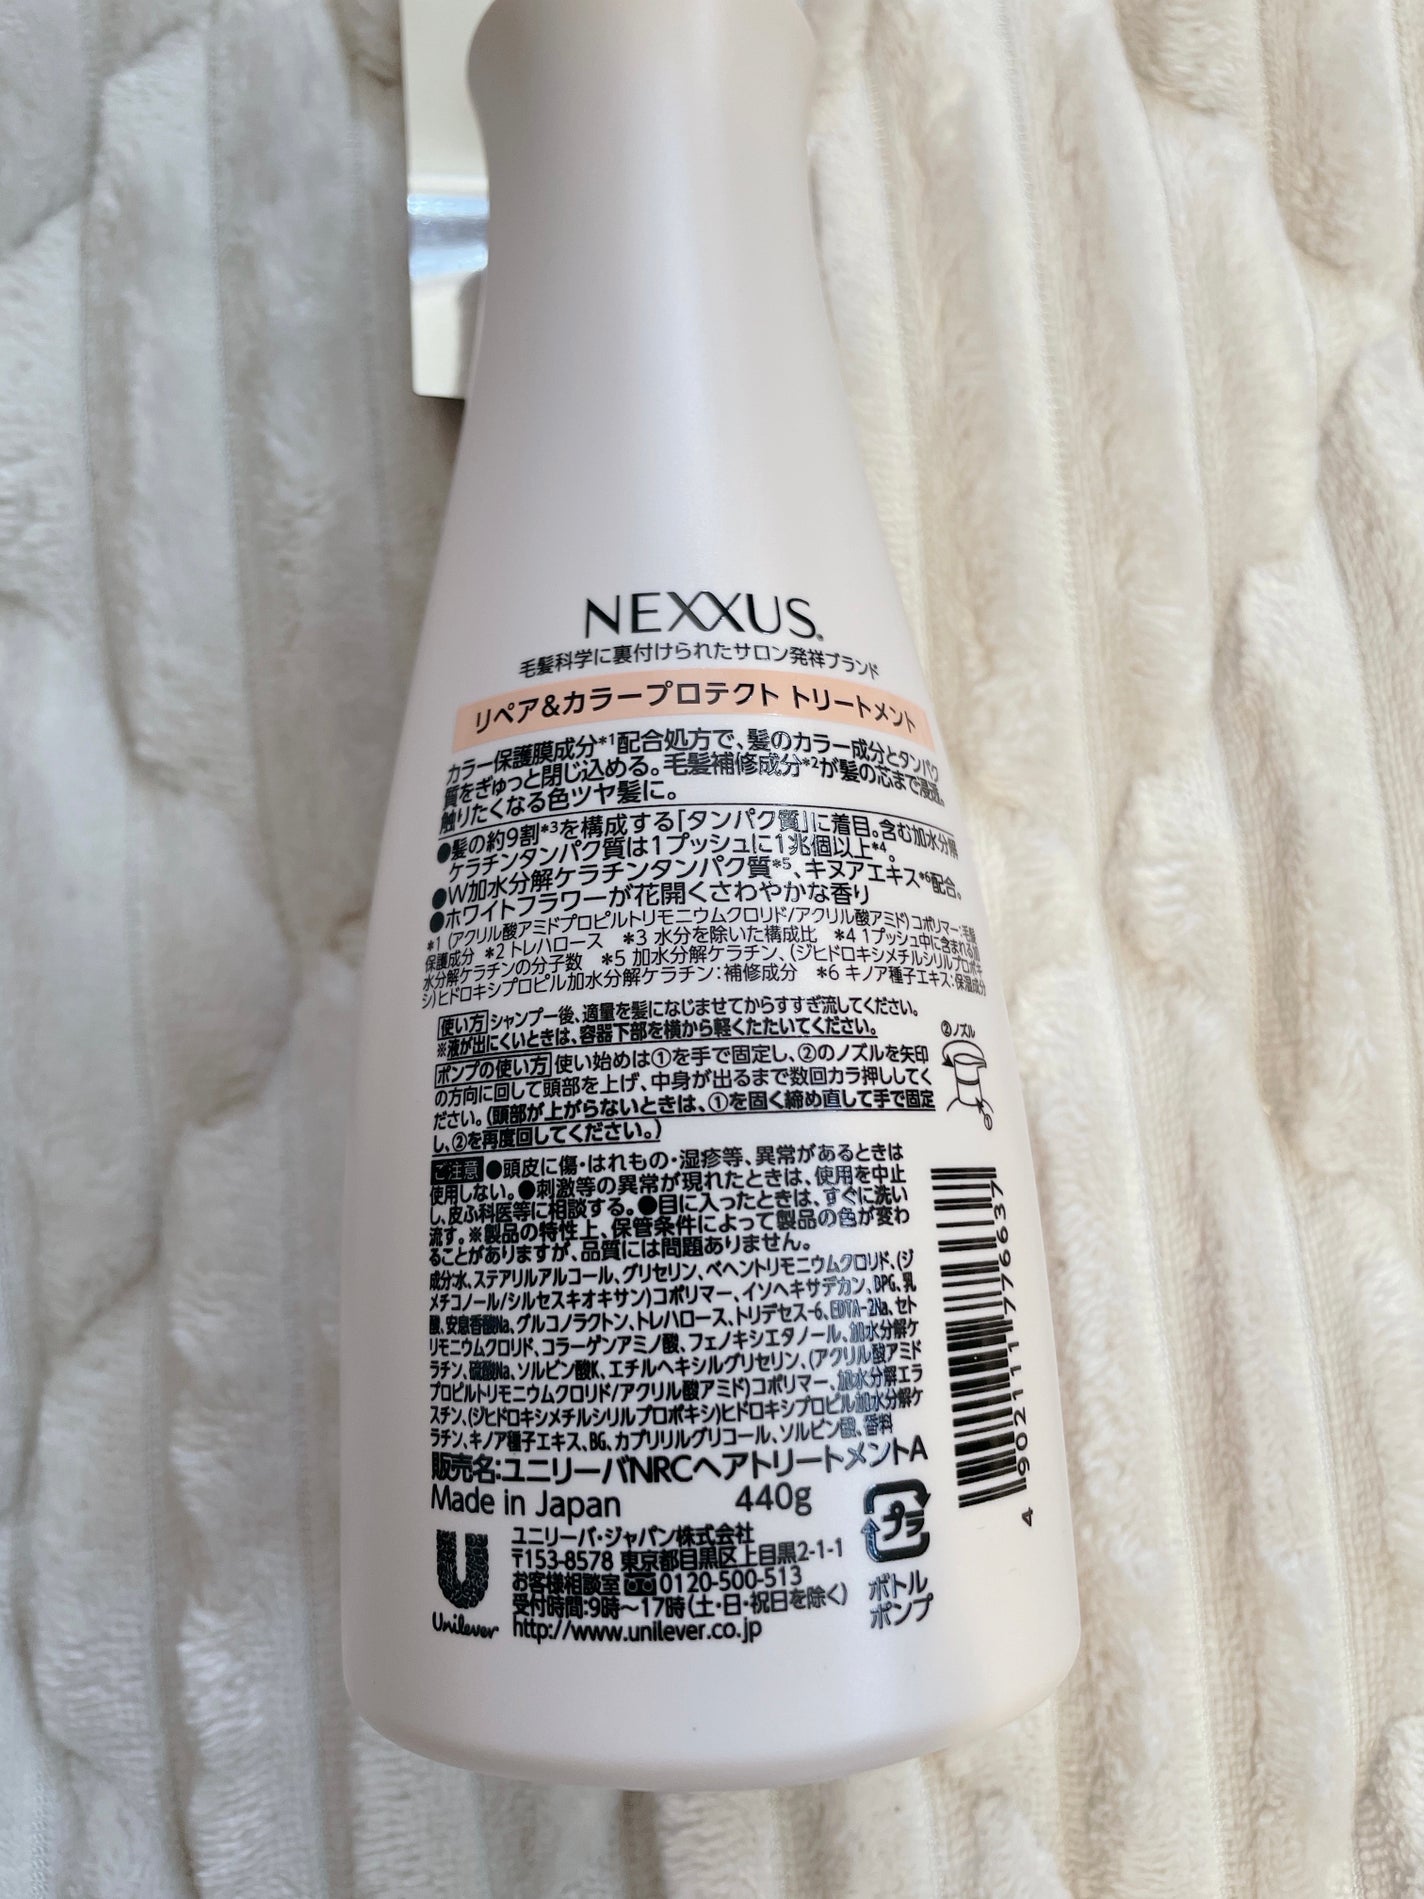 NEXXUS®
毛髪科学に裏付けられたサロン発祥ブランド
リペア&カラープロテクト トリートメント
カラー保護膜成分*1配合処方で、髪のカラー成分とタンパク
質をぎゅっと閉じ込める。毛髪補修成分*2が髪の芯まで浸透。
触りたくなる色ツヤ髪に。
●髪の約9割*3を構成する「タンパク質」に着目。含む加水分解
ケラチンタンパク質は1プッシュに1兆個以上*4。
●W加水分解ケラチンタンパク質*5、キヌアエキス*6配合。
●ホワイトフラワーが花開くさわやかな香り
*1 (アクリル酸アミドプロピルトリモニウムクロリド/アクリル酸アミド)コポリマー:毛髪
保護成分 *2 トレハロース *3 水分を除いた構成比 *4 1プッシュ中に含まれる加
水分解ケラチンの分子数 *5 加水分解ケラチン、(ジヒドロキシメチルシリルプロポキ
シ)ヒドロキシプロピル加水分解ケラチン:補修成分 *6 キノア種子エキス:保湿成分
使い方 シャンプー後、適量を髪になじませてからすすぎ流してください。
※液が出にくいときは、容器下部を横から軽くたたいてください。
ポンプの使い方 使い始めは①を手で固定し、②のノズルを矢印
の方向に回して頭部を上げ、中身が出るまで数回カラ押ししてく
ださい。(頭部が上がらないときは、①を固く締め直して手で固定
し、②を再度回してください。)
②ノズル
①
ご注意 ●頭皮に傷・はれもの・湿疹等、異常があるときは
使用しない。●刺激等の異常が現れたときは、使用を中止
し、皮ふ科医等に相談する。●目に入ったときは、すぐに洗い
流す。※製品の特性上、保管条件によって製品の色が変わ
ることがありますが、品質には問題ありません。
成分水、ステアリルアルコール、グリセリン、ベヘントリモニウムクロリド、(ジ
メチコノール/シルセスキオキサン)コポリマー、イソヘキサデカン、DPG、乳
酸、安息香酸Na、グルコノラクトン、トレハロース、トリデセス-6、EDTA-2Na、セト
リモニウムクロリド、コラーゲンアミノ酸、フェノキシエタノール、加水分解ケ
ラチン、硫酸Na、ソルビン酸K、エチルヘキシルグリセリン、(アクリル酸アミド
プロピルトリモニウムクロリド/アクリル酸アミド)コポリマー、加水分解エラ
スチン、(ジヒドロキシメチルシリルプロポキシ)ヒドロキシプロピル加水分解ケ
ラチン、キノア種子エキス、BG、カプリリルグリコール、ソルビン酸、香料
販売名:ユニリーバNRCヘアトリートメントA
Made in Japan 440g
ユニリーバ・ジャパン株式会社
〒153-8578 東京都目黒区上目黒2-1-1
お客様相談室 0120-500-513
受付時間:9時〜17時(土・日・祝日を除く)
http://www.unilever.co.jp
Unilever
プラ
ボトル
ポンプ
4 902111 776637